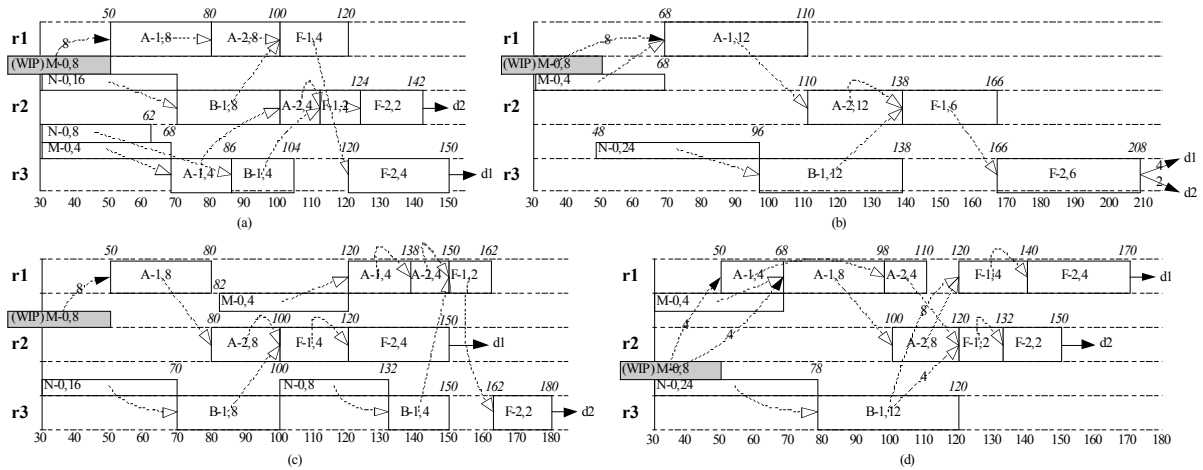 50 80 100 120
r1 A-1,8 A-2,8 F-1,4
8
(WIP) M-0,8
N-0,16
124 142
r2 B-1,8 A-2,4 F-1,2 F-2,2 d2
62
N-0,8
68
M-0,4
86 104 120 150
r3 A-1,4 B-1,4 F-2,4 d1
30 40 50 60 70 80 90 100 110 120 130 140 150
(a)
68 110
r1 8 A-1,12
(WIP) M-0,8
68
M-0,4
110 138 166
r2 A-2,12 F-1,6
48 96
N-0,24
138 166 208
r3 B-1,12 F-2,6 4 d1
2 d2
30 40 50 60 70 80 90 100 110 120 130 140 150 160 170 180 190 200 210
(b)
50 80 120 138 150 162
r1 A-1,8 A-1,4 A-2,4 F-1,2
8
82
M-0,4
(WIP) M-0,8
80 100 120 150
r2 A-2,8 F-1,4 F-2,4 d1
70 100 132
N-0,16 N-0,8
150 162 180
r3 B-1,8 B-1,4 F-2,2 d2
30 40 50 60 70 80 90 100 110 120 130 140 150 160 170 180
(c)
50 68 98 110 120 140 170
r1 A-1,4 A-1,8 A-2,4 F-1,4 F-2,4 d1
M-0,4
8
4 4
100 120 132 150
r2 A-2,8 F-1,2 F-2,2 d2
(WIP) M-0,8
4
78
N-0,24
120
r3 B-1,12
30 40 50 60 70 80 90 100 110 120 130 140 150 160 170 180
(d)